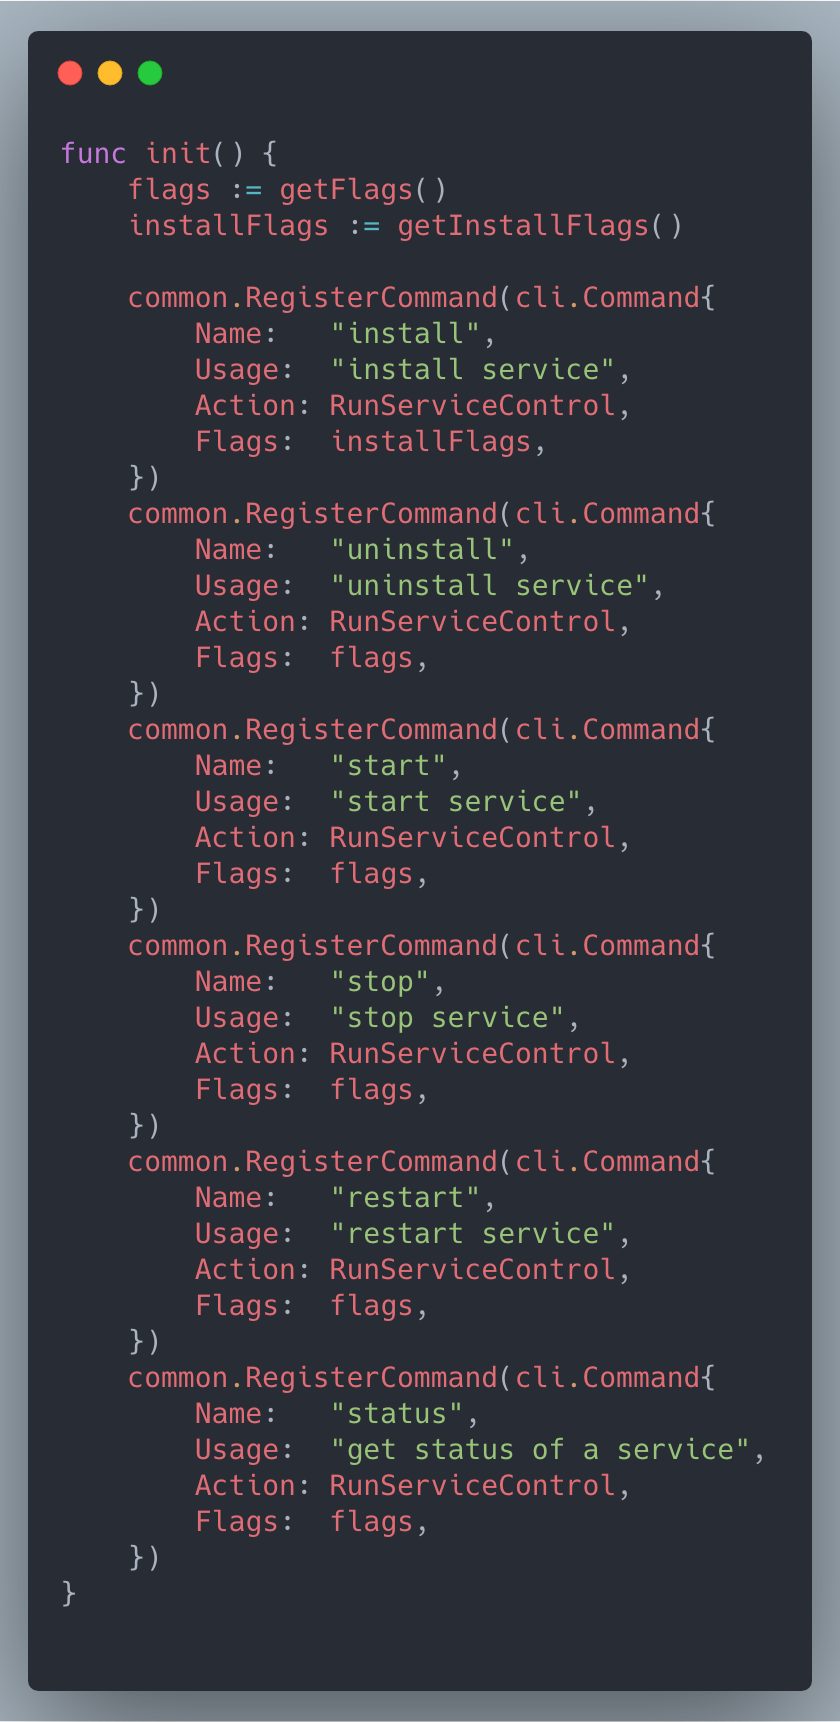 func init() {
    flags := getFlags()
    installFlags := getInstallFlags()

    common.RegisterCommand(cli.Command{
        Name:   "install",
        Usage:  "install service",
        Action: RunServiceControl,
        Flags:  installFlags,
    })
    common.RegisterCommand(cli.Command{
        Name:   "uninstall",
        Usage:  "uninstall service",
        Action: RunServiceControl,
        Flags:  flags,
    })
    common.RegisterCommand(cli.Command{
        Name:   "start",
        Usage:  "start service",
        Action: RunServiceControl,
        Flags:  flags,
    })
    common.RegisterCommand(cli.Command{
        Name:   "stop",
        Usage:  "stop service",
        Action: RunServiceControl,
        Flags:  flags,
    })
    common.RegisterCommand(cli.Command{
        Name:   "restart",
        Usage:  "restart service",
        Action: RunServiceControl,
        Flags:  flags,
    })
    common.RegisterCommand(cli.Command{
        Name:   "status",
        Usage:  "get status of a service",
        Action: RunServiceControl,
        Flags:  flags,
    })
}